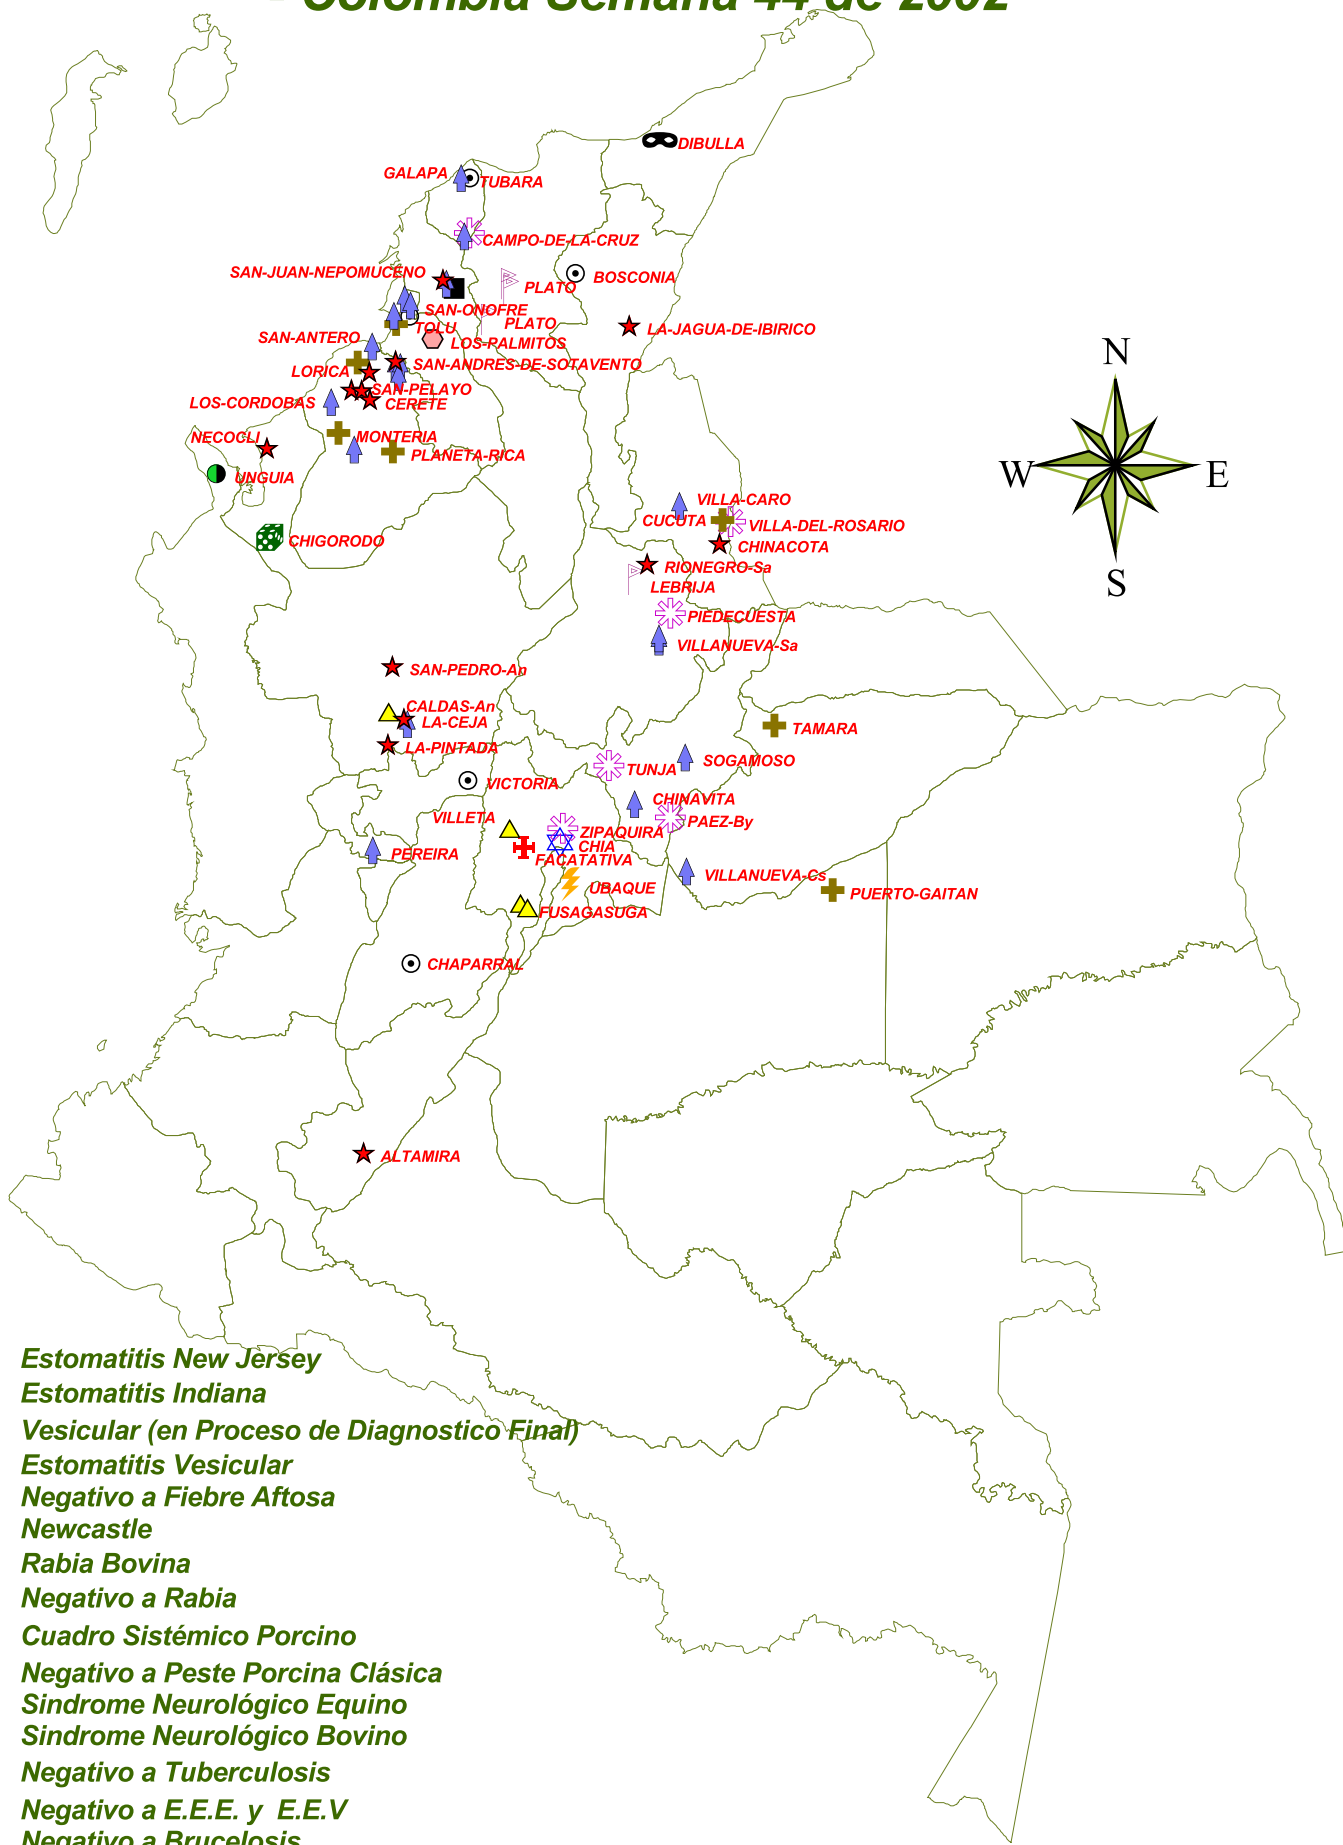 - Colombia Semana 44 de 2002
DIBULLA
GALAPA
TUBARA
CAMPO-DE-LA-CRUZ
SAN-JUAN-NEPOMUCENO
PLATO
BOSCONIA
SAN-ONOFRE
PLATO
TOLU
LA-JAGUA-DE-IBIRICO
SAN-ANTERO
LOS-PALMITOS
N
SAN-ANDRES-DE-SOTAVENTO
LORICA
SAN-PELAYO
LOS-CORDOBAS
CERETE
NECOCLI
MONTERIA
PLANETA-RICA
W
E
UNGUIA
VILLA-CARO
CUCUTA
VILLA-DEL-ROSARIO
CHIGORODO
CHINACOTA
RIONEGRO-Sa
S
LEBRIJA
PIEDECUESTA
VILLANUEVA-Sa
SAN-PEDRO-An
CALDAS-An
LA-CEJA
TAMARA
LA-PINTADA
SOGAMOSO
TUNJA
VICTORIA
CHINAVITA
VILLETA
PAEZ-By
ZIPAQUIRA
CHIA
PEREIRA
FACATATIVA
VILLANUEVA-Cs
UBAQUE
PUERTO-GAITAN
FUSAGASUGA
CHAPARRAL
ALTAMIRA
Estomatitis New Jersey
Estomatitis Indiana
Vesicular (en Proceso de Diagnostico Final)
Estomatitis Vesicular
Negativo a Fiebre Aftosa
Newcastle
Rabia Bovina
Negativo a Rabia
Cuadro Sistémico Porcino
Negativo a Peste Porcina Clásica
Sindrome Neurológico Equino
Sindrome Neurológico Bovino
Negativo a Tuberculosis
Negativo a E.E.E. y E.E.V
Negativo a Brucelosis